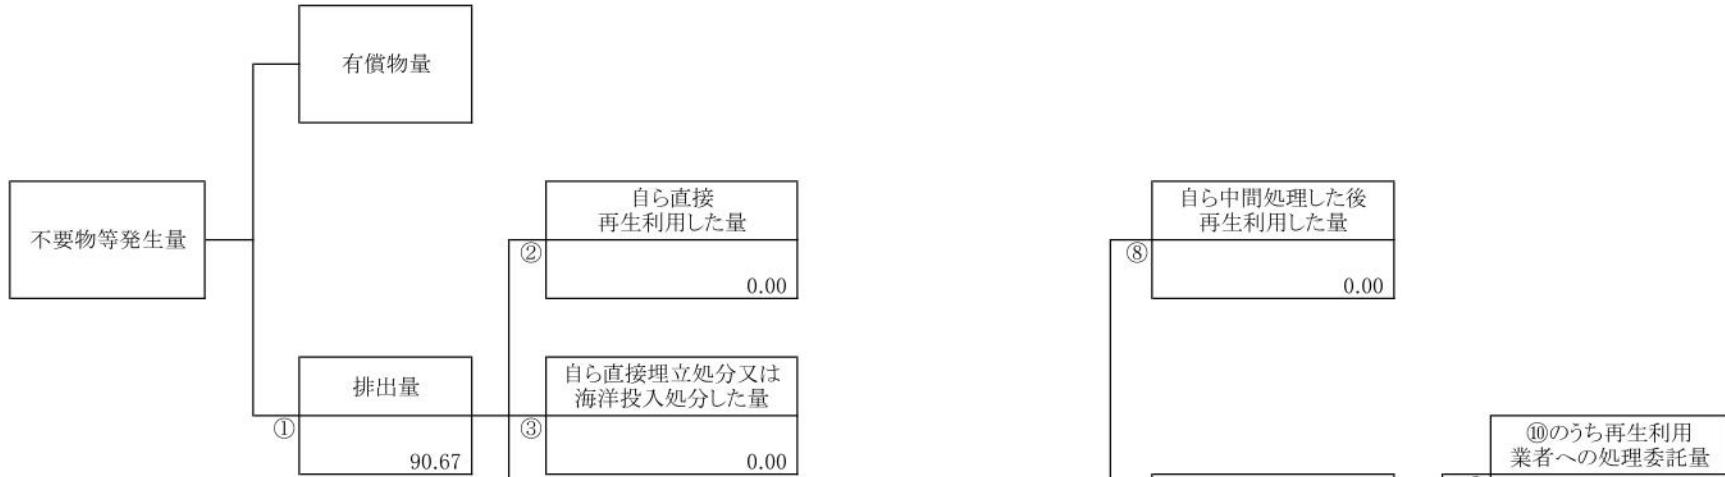 有償物量
不要物等発生量
自ら直接
再生利用した量
②
0.00
自ら中間処理した後
再生利用した量
⑧
0.00
排出量
①
90.67
自ら直接埋立処分又は
海洋投入処分した量
③
0.00
⑩のうち再生利用
業者への処理委託量